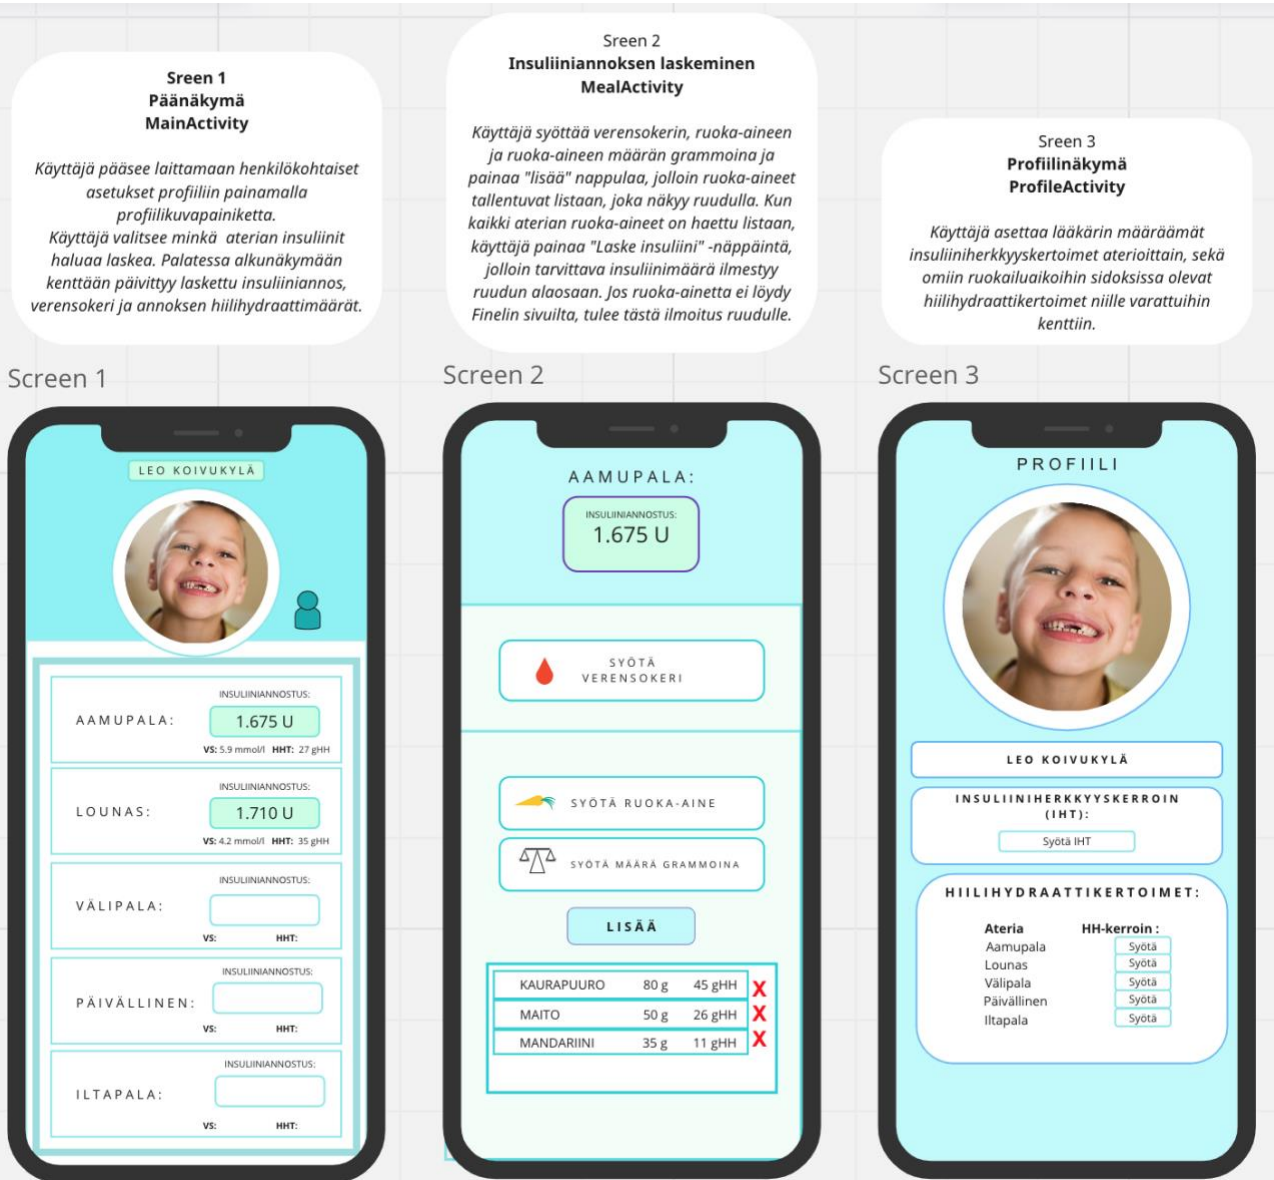 Sreen 1
Päänäkymä
MainActivity
Käyttäjä pääsee laittamaan henkilökohtaiset
asetukset profiiliin painamalla
profiilikuvapainiketta.
Käyttäjä valitsee minkä aterian insuliinit
haluaa laskea. Palatessa alkunäkymään
kenttään päivittyy laskettu insuliiniannos,
verensokeri ja annoksen hiilihydraattimäärät.
Sreen 2
Insuliiniannoksen laskeminen
MealActivity
Käyttäjä syöttää verensokerin, ruoka-aineen
ja ruoka-aineen määrän grammoina ja
painaa "lisää" nappulaa, jolloin ruoka-aineet
tallentuvat listaan, joka näkyy ruudulla. Kun
kaikki aterian ruoka-aineet on haettu listaan,
käyttäjä painaa "Laske insuliini" -näppäintä,
jolloin tarvittava insuliinimäärä ilmestyy
ruudun alaosaan. Jos ruoka-ainetta ei löydy
Finelin sivuilta, tulee tästä ilmoitus ruudulle.
Sreen 3
Profiilinäkymä
ProfileActivity
Käyttäjä asettaa lääkärin määräämät
insuliiniherkkyyskertoimet aterioittain, sekä
omiin ruokailuaikoihin sidoksissa olevat
hiilihydraattikertoimet niille varattuihin
kenttiin.
Screen 1
LEO KOIVUKYLÄ
INSULIINIANNOSTUS:
AAMUPALA: 1.675 U
VS: 5.9 mmol/l HHT: 27 gHH
INSULIINIANNOSTUS:
LOUNAS: 1.710 U
VS: 4.2 mmol/l HHT: 35 gHH
INSULIINIANNOSTUS:
VÄLIPALA:
VS: HHT:
INSULIINIANNOSTUS:
PÄIVÄLLINEN:
VS: HHT:
INSULIINIANNOSTUS:
ILTAPALA:
VS: HHT:
Screen 2
AAMUPALA:
INSULIINIANNOSTUS:
1.675 U
SYÖTÄ
VERENSOKERI
SYÖTÄ RUOKA-AINE
SYÖTÄ MÄÄRÄ GRAMMOINA
LISÄÄ
KAURAPUURO 80 g 45 gHH X
MAITO 50 g 26 gHH X
MANDARIINI 35 g 11 gHH X
Screen 3
PROFIILI
LEO KOIVUKYLÄ
INSULIINIHERKKYYSKERROIN
(IHT):
Syötä IHT
HIILIHYDRAATTIKERTOIMET:
Ateria HH-kerroin :
Aamupala Syötä
Lounas Syötä
Välipala Syötä
Päivällinen Syötä
Iltapala Syötä